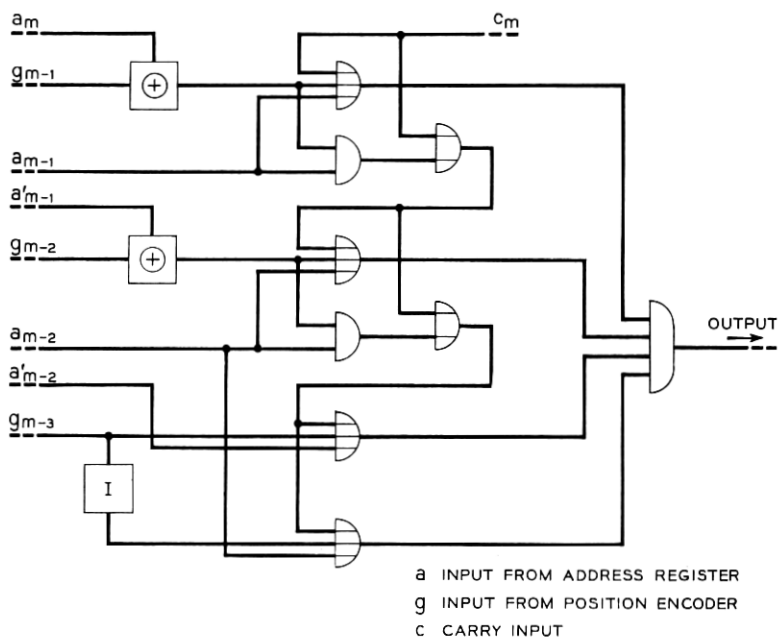 aₘ
cₘ
gₘ₋₁
+
aₘ₋₁
a'ₘ₋₁
gₘ₋₂
+
aₘ₋₂
OUTPUT
a'ₘ₋₂
gₘ₋₃
I
a INPUT FROM ADDRESS REGISTER
g INPUT FROM POSITION ENCODER
c CARRY INPUT